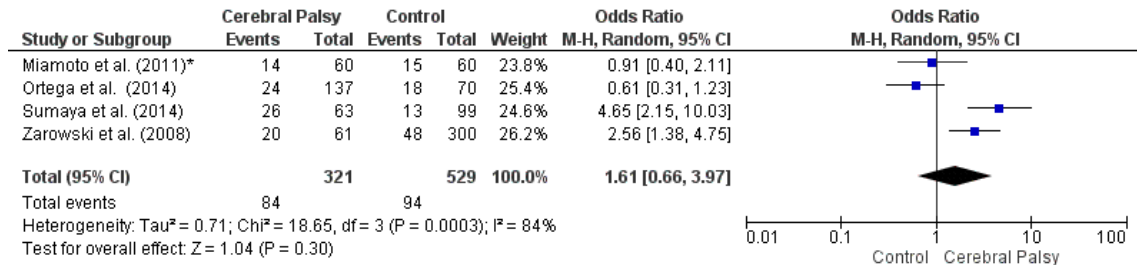 Cerebral Palsy Control Odds Ratio Odds Ratio
Study or Subgroup Events Total Events Total Weight M-H, Random, 95% CI M-H, Random, 95% CI
Miamoto et al. (2011)* 14 60 15 60 23.8% 0.91 [0.40, 2.11]
Ortega et al. (2014) 24 137 18 70 25.4% 0.61 [0.31, 1.23]
Sumaya et al. (2014) 26 63 13 99 24.6% 4.65 [2.15, 10.03]
Zarowski et al. (2008) 20 61 48 300 26.2% 2.56 [1.38, 4.75]
Total (95% CI) 321 529 100.0% 1.61 [0.66, 3.97]
Total events 84 94
Heterogeneity: Tau² = 0.71; Chi² = 18.65, df = 3 (P = 0.0003); I² = 84%
Test for overall effect: Z = 1.04 (P = 0.30)
0.01 0.1 1 10 100
Control Cerebral Palsy